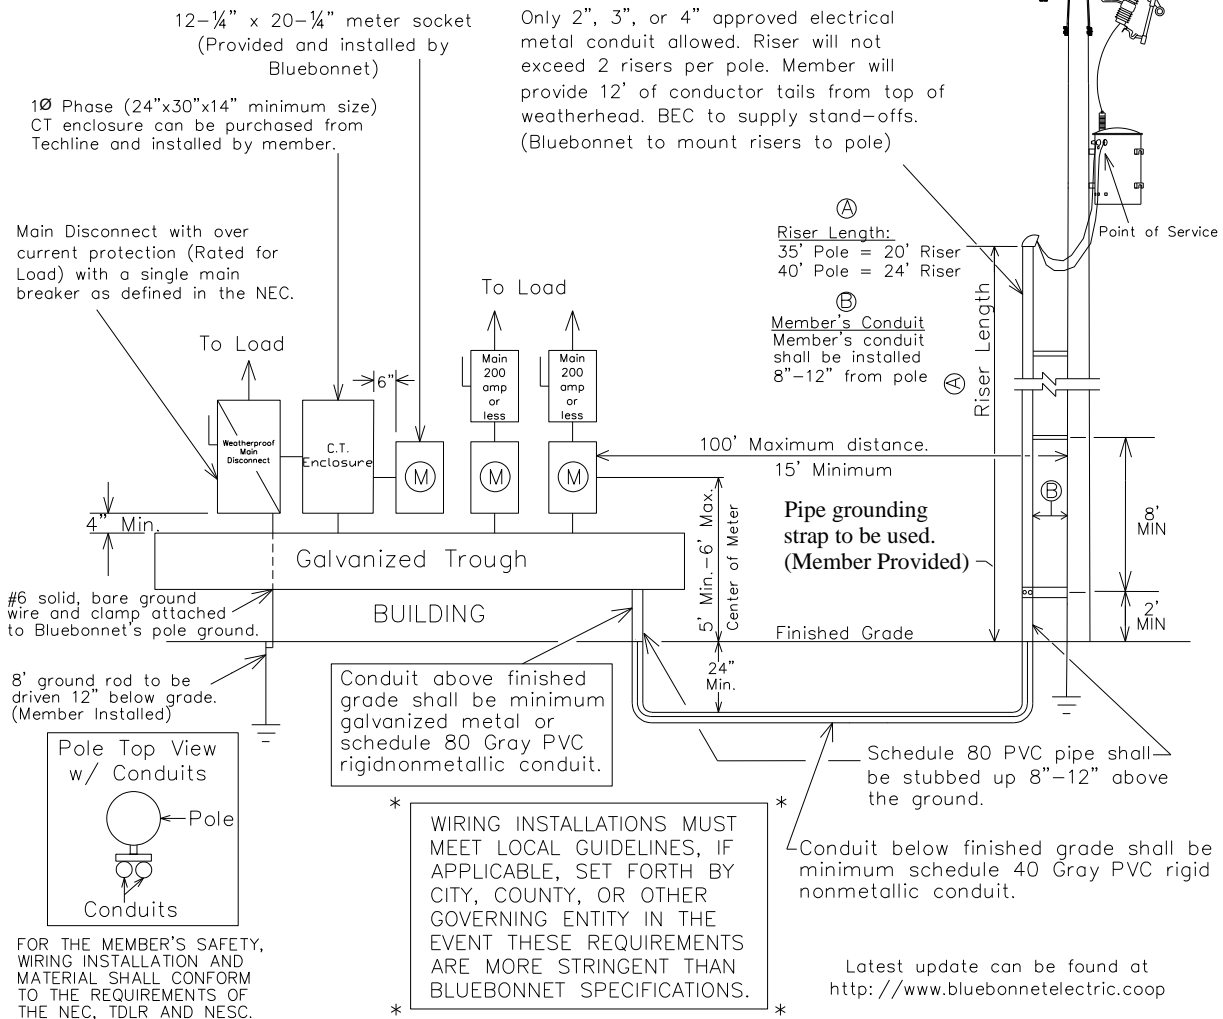 12-¼" x 20-¼" meter socket
(Provided and installed by
Bluebonnet)
Only 2", 3", or 4" approved electrical
metal conduit allowed. Riser will not
exceed 2 risers per pole. Member will
provide 12' of conductor tails from top of
weatherhead. BEC to supply stand-offs.
(Bluebonnet to mount risers to pole)
1Ø Phase (24"x30"x14" minimum size)
CT enclosure can be purchased from
Techline and installed by member.
Main Disconnect with over
current protection (Rated for
Load) with a single main
breaker as defined in the NEC.
A
Riser Length:
35' Pole = 20' Riser
40' Pole = 24' Riser
B
Member's Conduit
Member's conduit
shall be installed
8"-12" from pole
Point of Service
Riser Length
A
To Load
To Load
Main
200
amp
or
less
Main
200
amp
or
less
6"
Weatherproof
Main
Disconnect
C.T.
Enclosure
M
M
M
100' Maximum distance.
15' Minimum
4" Min.
Galvanized Trough
5' Min.-6' Max.
Center of Meter
Pipe grounding
strap to be used.
(Member Provided)
B
8'
MIN
2'
MIN
#6 solid, bare ground
wire and clamp attached
to Bluebonnet's pole ground.
BUILDING
Finished Grade
24"
Min.
8' ground rod to be
driven 12" below grade.
(Member Installed)
Conduit above finished
grade shall be minimum
galvanized metal or
schedule 80 Gray PVC
rigidnonmetallic conduit.
Schedule 80 PVC pipe shall
be stubbed up 8"-12" above
the ground.
Pole Top View
w/ Conduits
Pole
Conduits
* *
WIRING INSTALLATIONS MUST
MEET LOCAL GUIDELINES, IF
APPLICABLE, SET FORTH BY
CITY, COUNTY, OR OTHER
GOVERNING ENTITY IN THE
EVENT THESE REQUIREMENTS
ARE MORE STRINGENT THAN
BLUEBONNET SPECIFICATIONS.
* *
Conduit below finished grade shall be
minimum schedule 40 Gray PVC rigid
nonmetallic conduit.
FOR THE MEMBER'S SAFETY,
WIRING INSTALLATION AND
MATERIAL SHALL CONFORM
TO THE REQUIREMENTS OF
THE NEC, TDLR AND NESC.
Latest update can be found at
http://www.bluebonnetelectric.coop